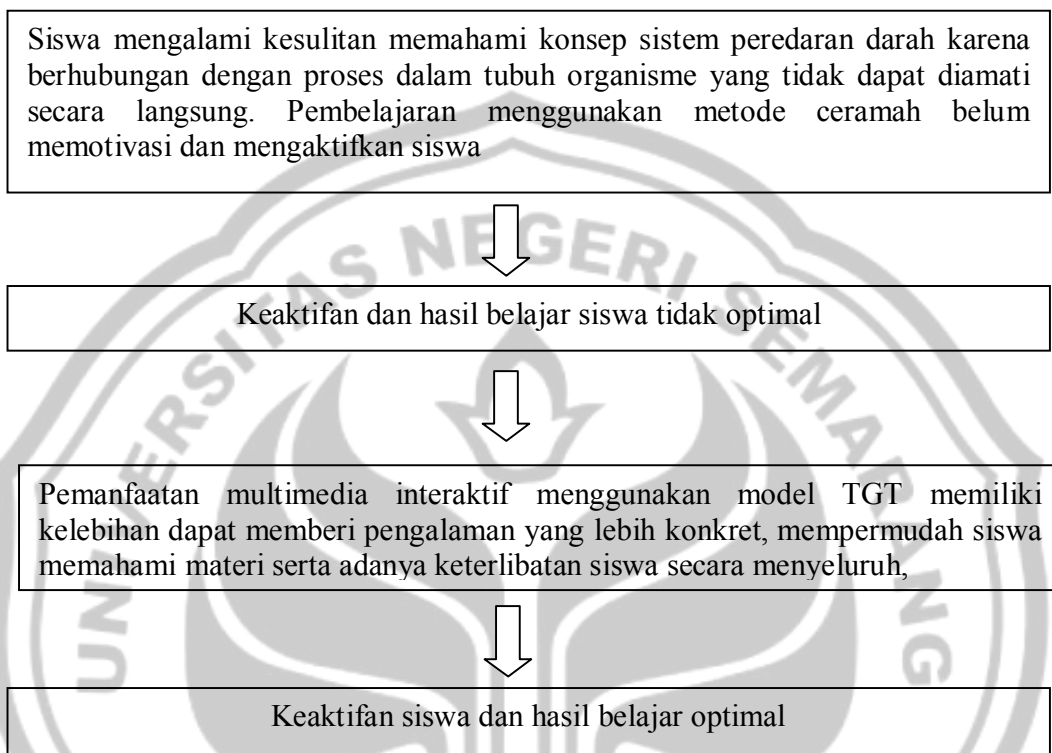 Siswa mengalami kesulitan memahami konsep sistem peredaran darah karena
berhubungan dengan proses dalam tubuh organisme yang tidak dapat diamati
secara langsung. Pembelajaran menggunakan metode ceramah belum
memotivasi dan mengaktifkan siswa
Keaktifan dan hasil belajar siswa tidak optimal
Pemanfaatan multimedia interaktif menggunakan model TGT memiliki
kelebihan dapat memberi pengalaman yang lebih konkret, mempermudah siswa
memahami materi serta adanya keterlibatan siswa secara menyeluruh,
Keaktifan siswa dan hasil belajar optimal
UNIVERSITAS NEGERI SEMARANG